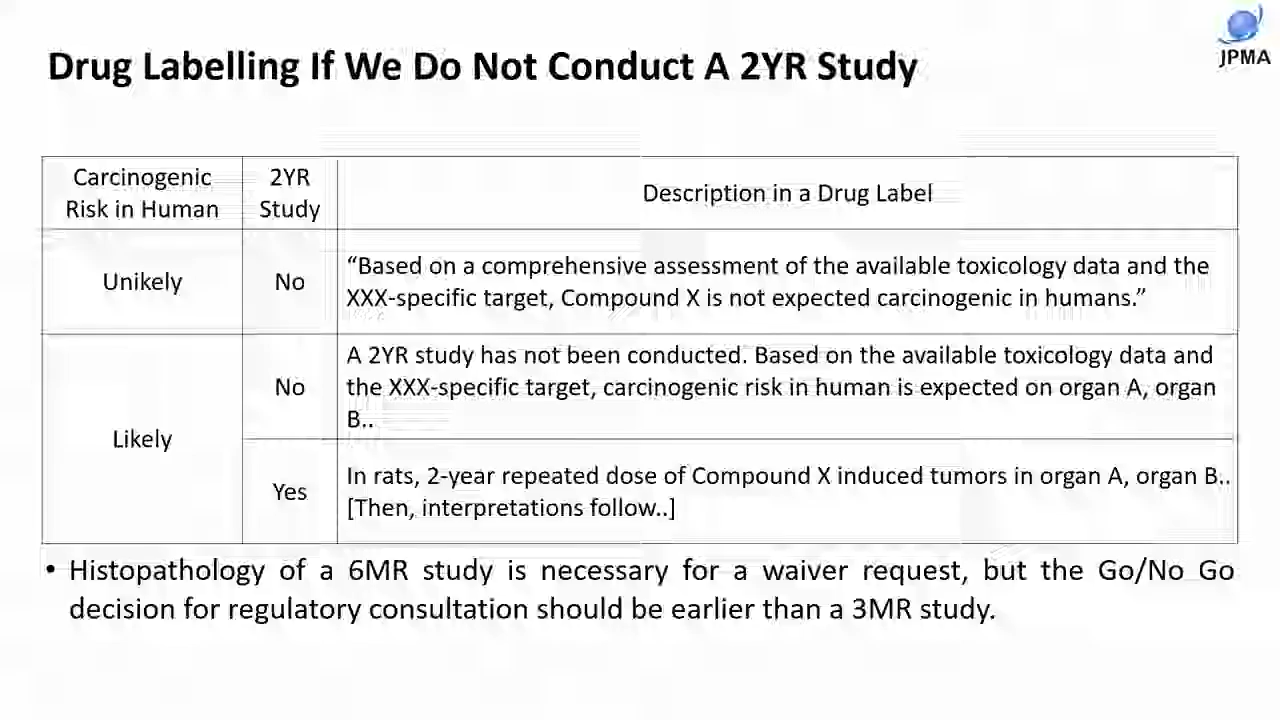 JPMA
Drug Labelling If We Do Not Conduct A 2YR Study
Carcinogenic
Risk in Human
2YR
Study
Description in a Drug Label
Unikely
No
“Based on a comprehensive assessment of the available toxicology data and the
XXX-specific target, Compound X is not expected carcinogenic in humans.”
Likely
No
A 2YR study has not been conducted. Based on the available toxicology data and
the XXX-specific target, carcinogenic risk in human is expected on organ A, organ
B..
Yes
In rats, 2-year repeated dose of Compound X induced tumors in organ A, organ B..
[Then, interpretations follow..]
• Histopathology of a 6MR study is necessary for a waiver request, but the Go/No Go
decision for regulatory consultation should be earlier than a 3MR study.